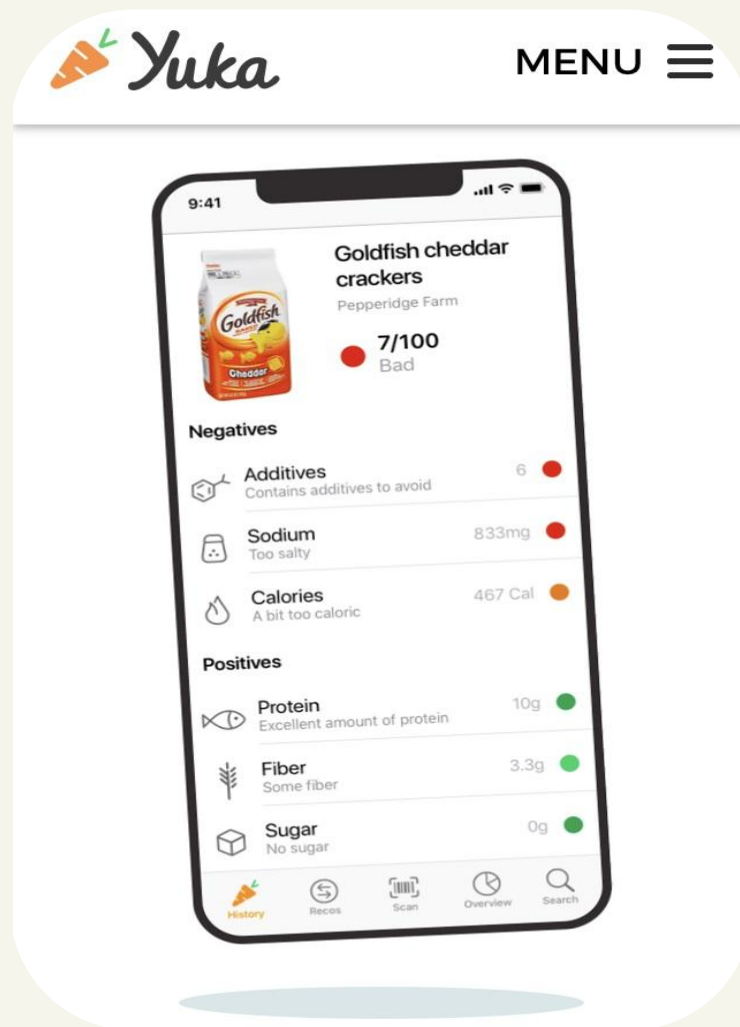 Yuka
MENU
9:41
Goldfish cheddar
crackers
Pepperidge Farm
7/100
Bad
Goldfish
Cheddar
Negatives
Additives
6
Contains additives to avoid
Sodium
833mg
Too salty
Calories
467 Cal
A bit too caloric
Positives
Protein
10g
Excellent amount of protein
Fiber
3.3g
Some fiber
Sugar
0g
No sugar
History
Recos
Scan
Overview
Search